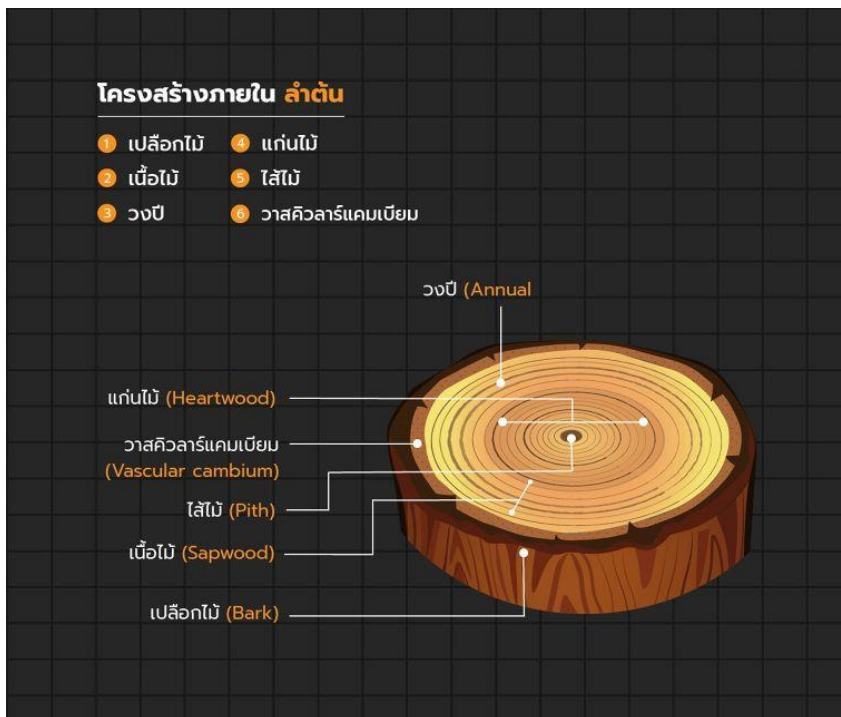 โครงสร้างภายใน ลำต้น
1 เปลือกไม้
4 แก่นไม้
2 เนื้อไม้
5 ไส้ไม้
3 วงปี
6 วาสคิวลาร์แคมเบียม
วงปี (Annual
แก่นไม้ (Heartwood)
วาสคิวลาร์แคมเบียม
(Vascular cambium)
ไส้ไม้ (Pith)
เนื้อไม้ (Sapwood)
เปลือกไม้ (Bark)